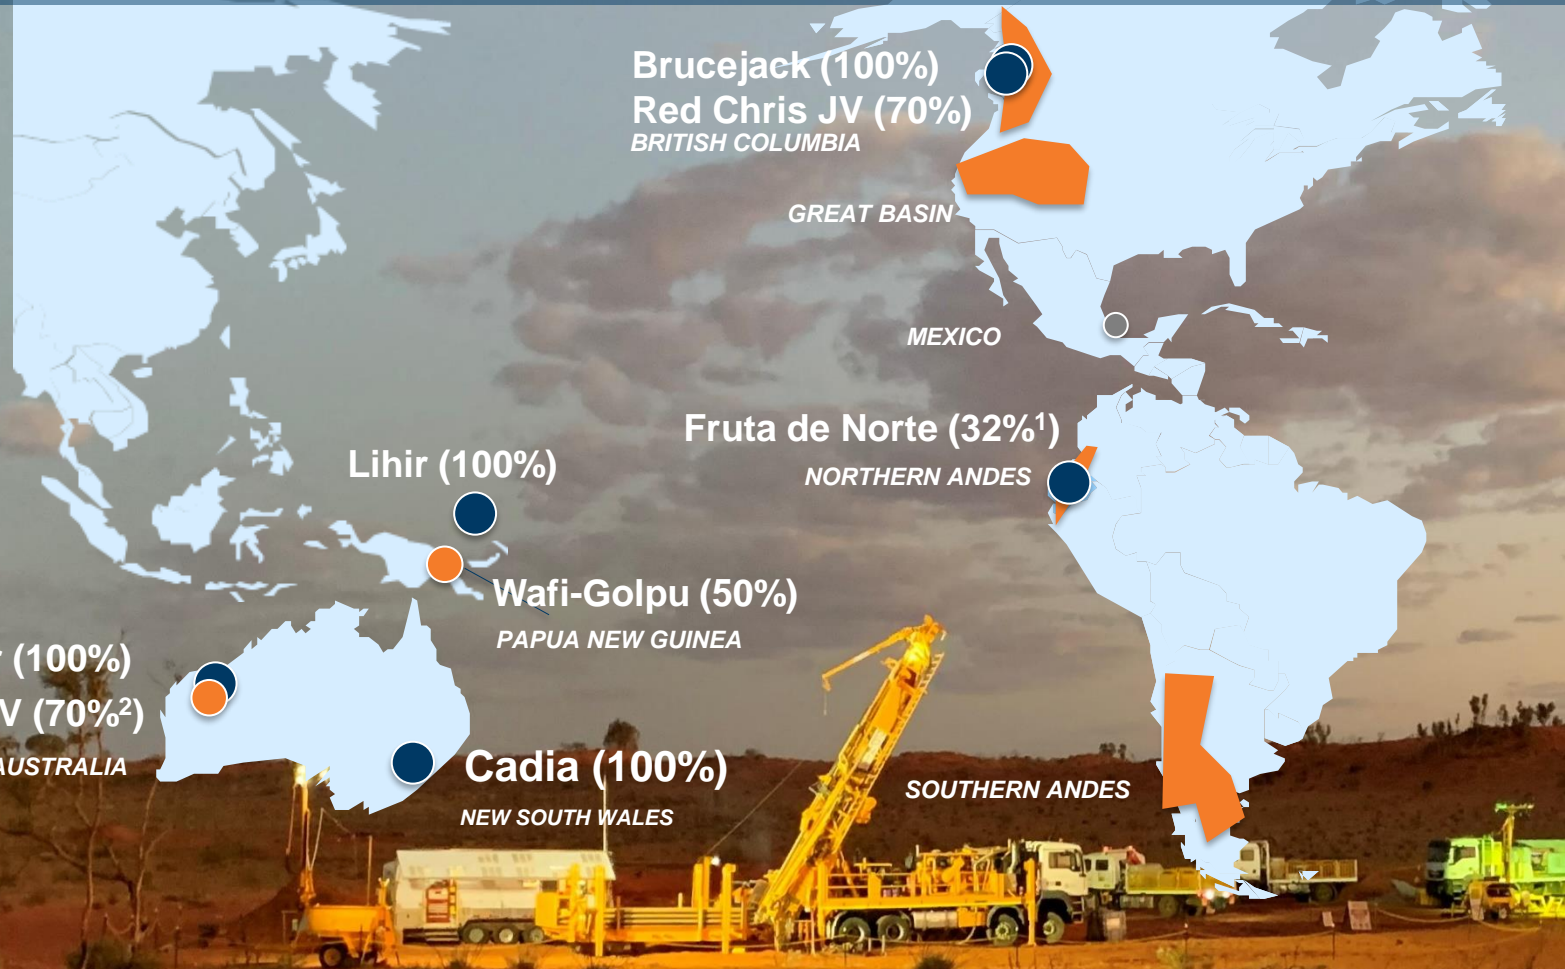 Brucejack (100%)
Red Chris JV (70%)
BRITISH COLUMBIA
GREAT BASIN
MEXICO
Fruta de Norte (32%¹)
NORTHERN ANDES
Lihir (100%)
Wafi-Golpu (50%)
PAPUA NEW GUINEA
(100%)
V (70%²)
AUSTRALIA
Cadia (100%)
NEW SOUTH WALES
SOUTHERN ANDES